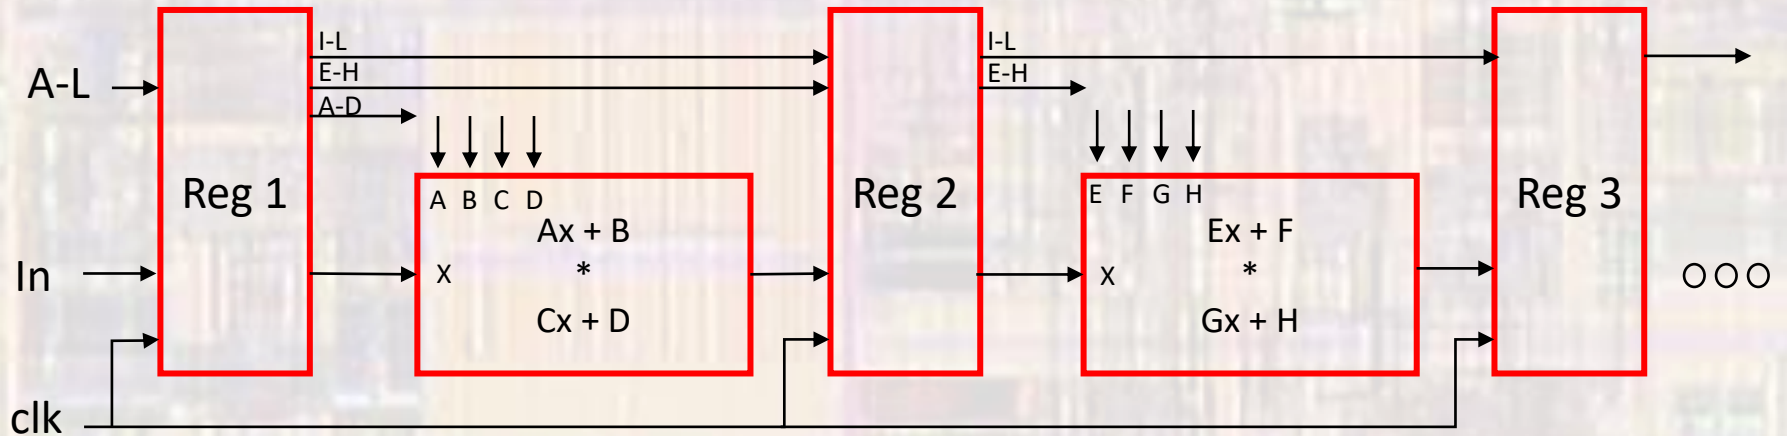 I-L
E-H
A-D
A-L
Reg 1
In
clk
A B C D
Ax + B
X *
Cx + D
I-L
E-H
Reg 2
E F G H
Ex + F
X *
Gx + H
Reg 3